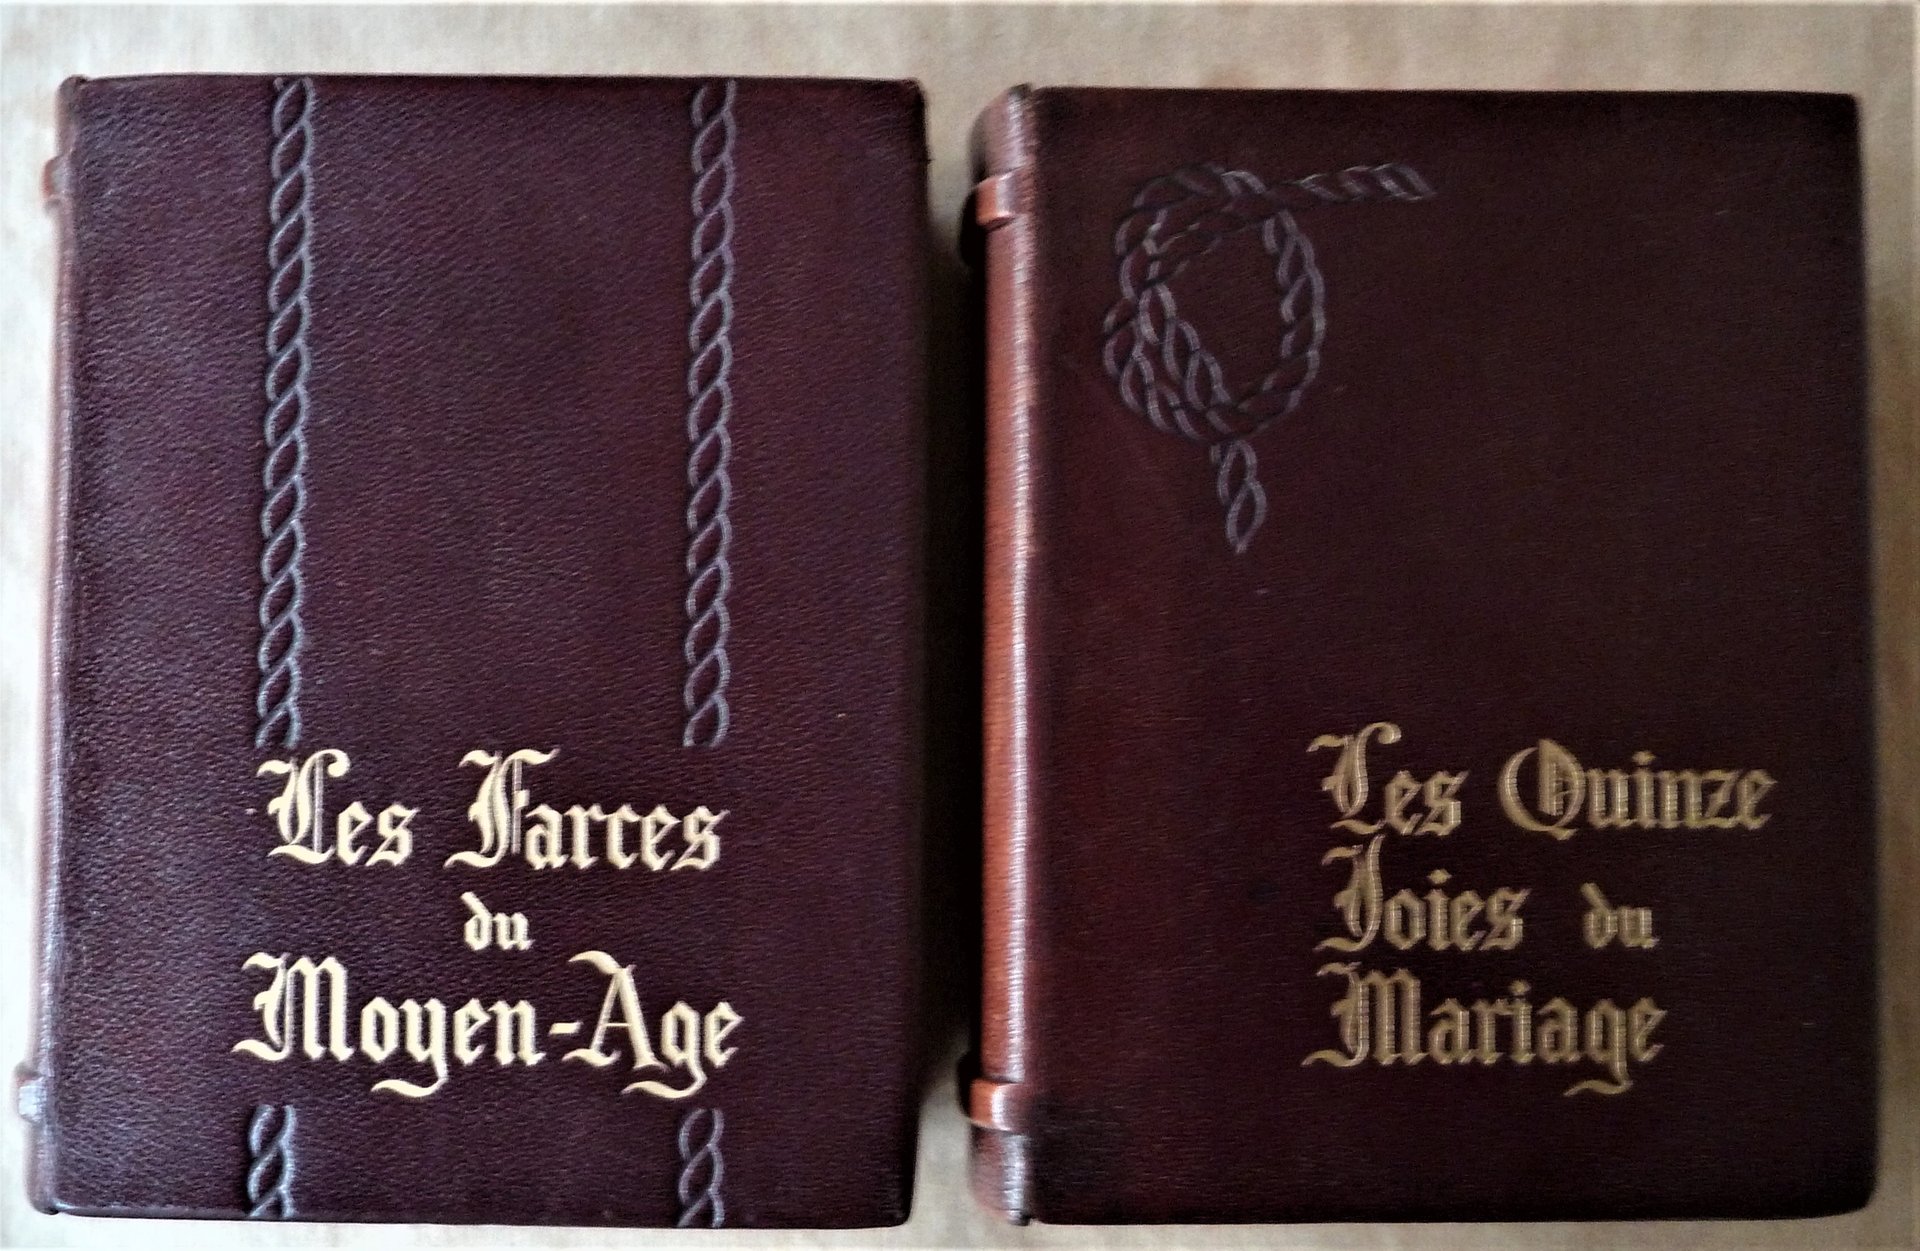 Les Farces
du
Moyen-Age
Les Quinze
Joies du
Mariage